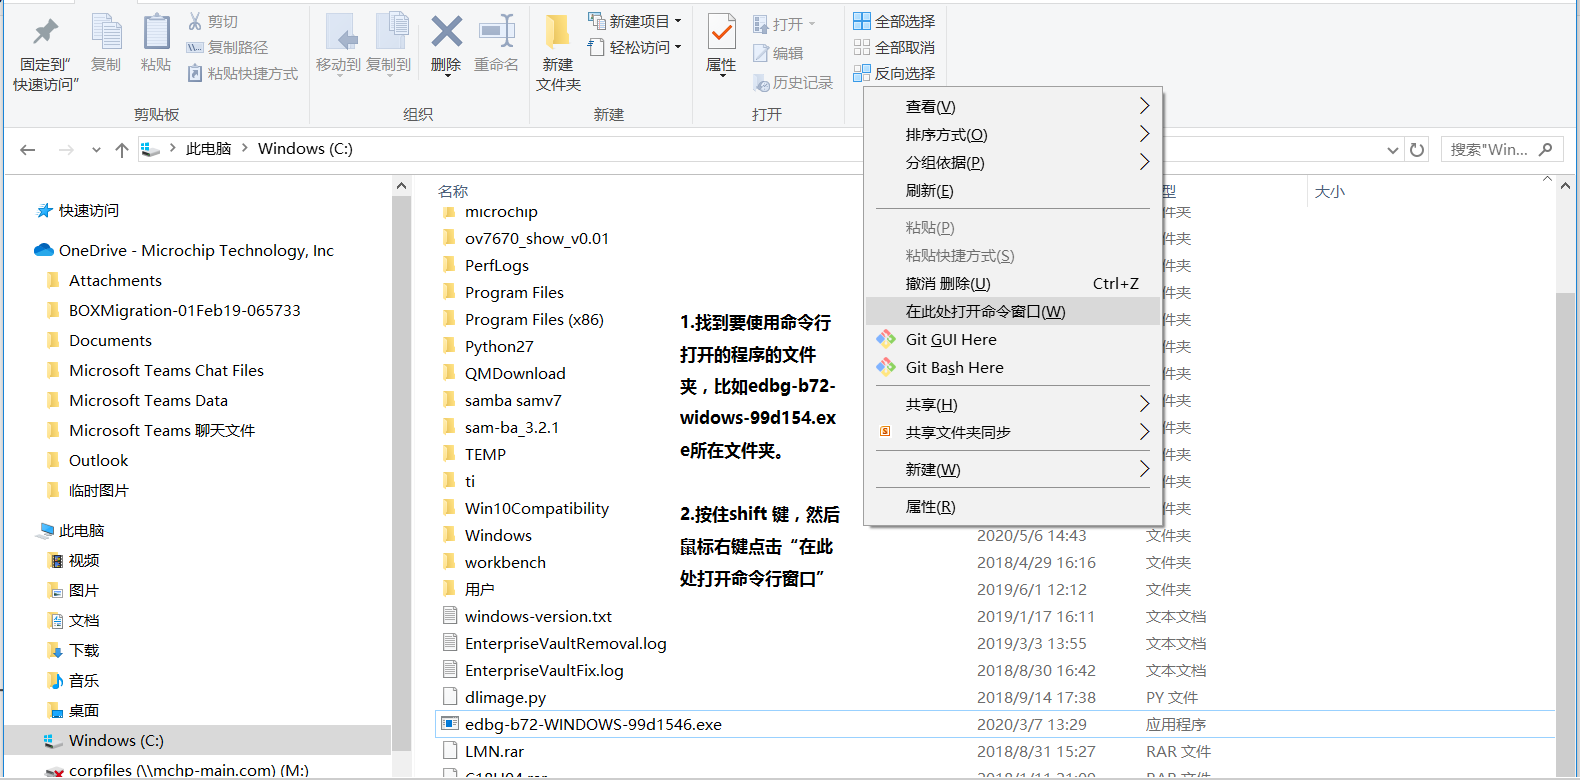 固定到"
快速访问"
复制
粘贴
剪切
复制路径
粘贴快捷方式
剪贴板
移动到
复制到
删除
重命名
组织
新建
文件夹
新建项目
轻松访问
新建
属性
打开
编辑
历史记录
打开
全部选择
全部取消
反向选择
此电脑
Windows (C:)
搜索"Win...
快速访问
OneDrive - Microchip Technology, Inc
Attachments
BOXMigration-01Feb19-065733
Documents
Microsoft Teams Chat Files
Microsoft Teams Data
Microsoft Teams 聊天文件
Outlook
临时图片
此电脑
视频
图片
文档
下载
音乐
桌面
Windows (C:)
corpfiles (\\mchp-main.com) (M:)
名称
型
大小
microchip
件夹
ov7670_show_v0.01
件夹
PerfLogs
件夹
Program Files
件夹
Program Files (x86)
件夹
Python27
件夹
QMDownload
件夹
samba samv7
件夹
sam-ba_3.2.1
件夹
TEMP
件夹
ti
件夹
Win10Compatibility
件夹
Windows
2020/5/6 14:43
文件夹
workbench
2018/4/29 16:16
文件夹
用户
2019/6/1 12:12
文件夹
windows-version.txt
2019/1/17 16:11
文本文档
EnterpriseVaultRemoval.log
2019/3/3 13:55
文本文档
EnterpriseVaultFix.log
2018/8/30 16:42
文本文档
dlimage.py
2018/9/14 17:38
PY 文件
edbg-b72-WINDOWS-99d1546.exe
2020/3/7 13:29
应用程序
LMN.rar
2018/8/31 15:27
RAR 文件
1.找到要使用命令行
打开的程序的文件
夹，比如edbg-b72-
widows-99d154.ex
e所在文件夹。
2.按住shift 键，然后
鼠标右键点击“在此
处打开命令行窗口”
查看(V)
排序方式(O)
分组依据(P)
刷新(E)
粘贴(P)
粘贴快捷方式(S)
撤消 删除(U)
Ctrl+Z
在此处打开命令窗口(W)
Git GUI Here
Git Bash Here
共享(H)
共享文件夹同步
新建(W)
属性(R)